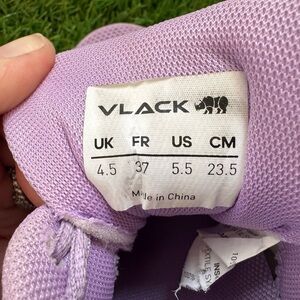 VLACK
UK FR US CM
4.5 37 5.5 23.5
Made in China